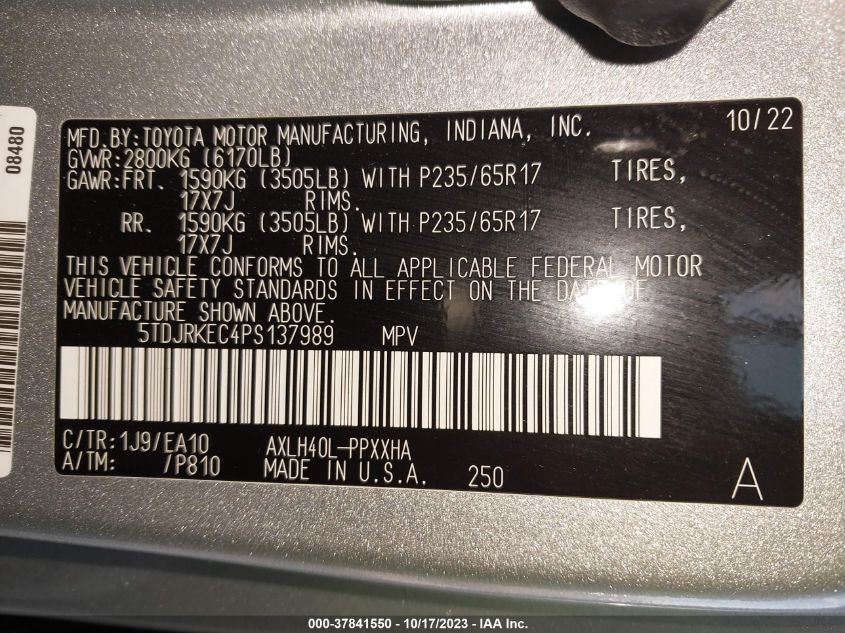 MFD.BY:TOYOTA MOTOR MANUFACTURING, INDIANA, INC. 10/22
GVWR:2800KG (6170LB)
GAWR:FRT. 1590KG (3505LB) WITH P235/65R17 TIRES,
17X7J RIMS.
RR. 1590KG (3505LB) WITH P235/65R17 TIRES,
17X7J RIMS.
THIS VEHICLE CONFORMS TO ALL APPLICABLE FEDERAL MOTOR
VEHICLE SAFETY STANDARDS IN EFFECT ON THE DATE OF
MANUFACTURE SHOWN ABOVE.
5TDJRKEC4PS137989 MPV
C/TR:1J9/EA10 AXLH40L-PPXXHA
A/TM: /P810 MADE IN U.S.A. 250 A
08480
000-37841550 - 10/17/2023 - IAA Inc.